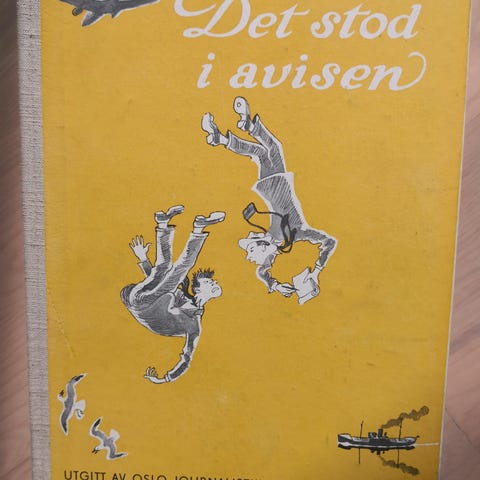 Det stod
i avisen
UTGITT AV OSLO